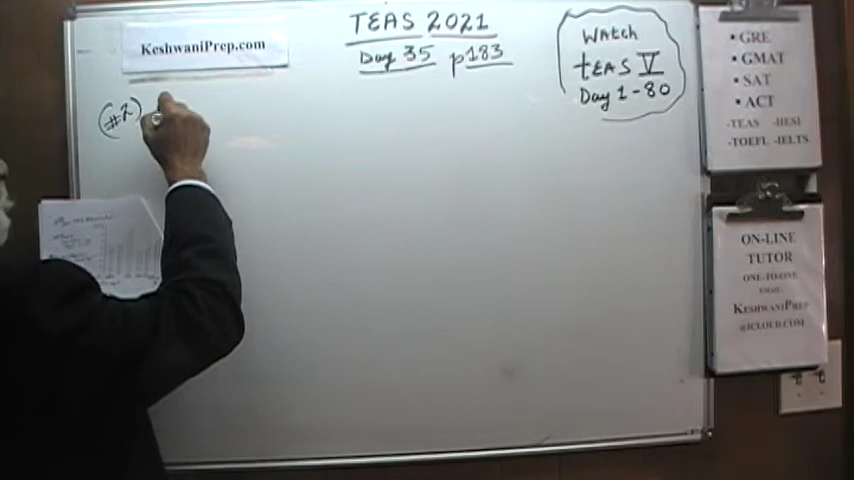 KeshwaniPrep.com
TEAS 2021
Day 35 p183
Watch
tEAS V
Day 1-80
(#2)
• GRE
• GMAT
• SAT
• ACT
-TEAS -HESI
-TOEFL -IELTS
ON-LINE
TUTOR
ONE-TO-ONE
KESHWANIPREP
@ICLOUD.COM